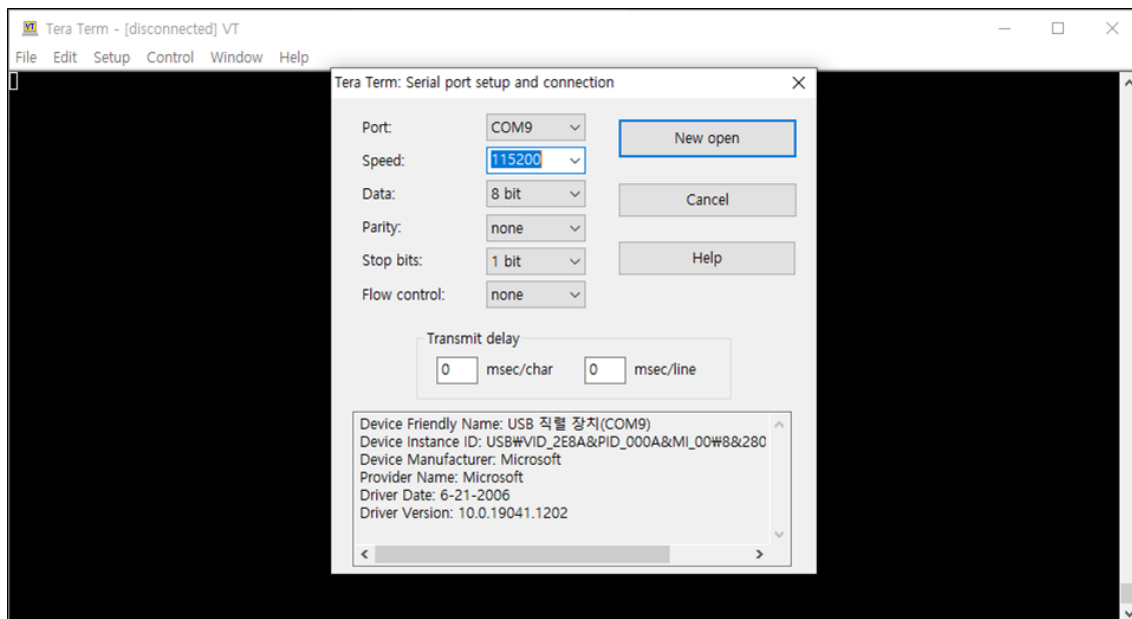 VT Tera Term - [disconnected] VT
File Edit Setup Control Window Help
Tera Term: Serial port setup and connection
Port: COM9 New open
Speed: 115200
Data: 8 bit Cancel
Parity: none
Stop bits: 1 bit Help
Flow control: none
Transmit delay
0 msec/char 0 msec/line
Device Friendly Name: USB 직렬 장치(COM9)
Device Instance ID: USB₩VID_2E8A&PID_000A&MI_00₩8&280
Device Manufacturer: Microsoft
Provider Name: Microsoft
Driver Date: 6-21-2006
Driver Version: 10.0.19041.1202